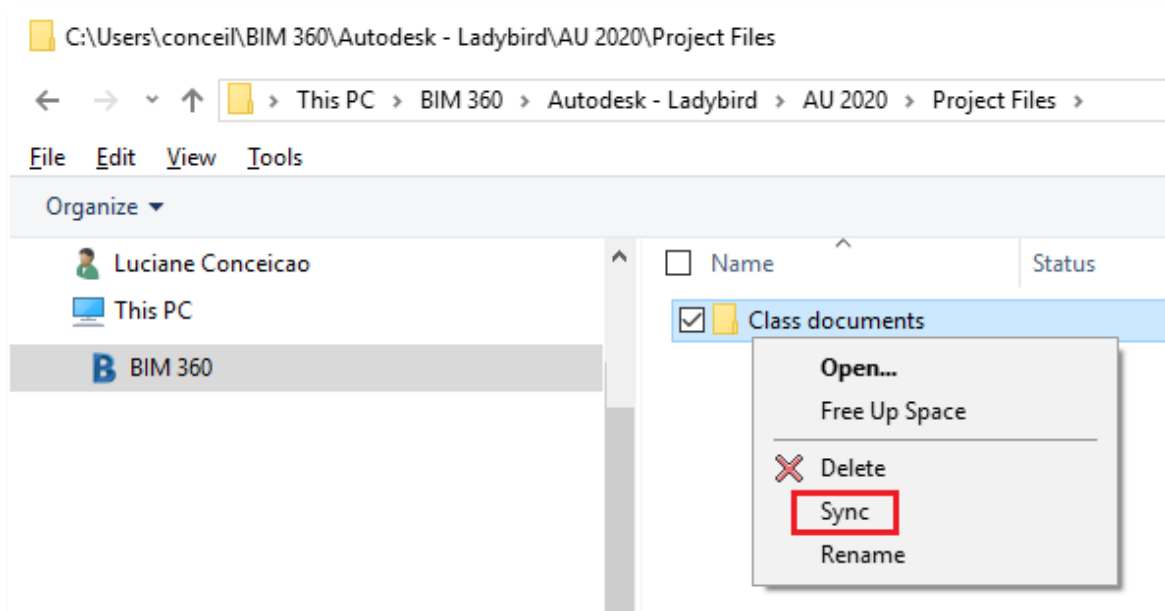 C:\Users\conceil\BIM 360\Autodesk - Ladybird\AU 2020\Project Files
This PC > BIM 360 > Autodesk - Ladybird > AU 2020 > Project Files >
File Edit View Tools
Organize
Luciane Conceicao
This PC
BIM 360
Name Status
Class documents
Open...
Free Up Space
Delete
Sync
Rename